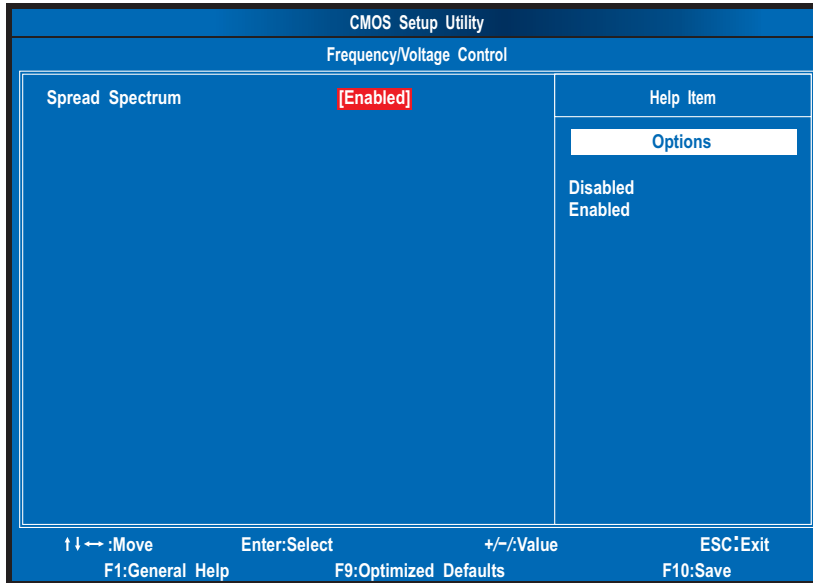 CMOS Setup Utility
Frequency/Voltage Control
Spread Spectrum [Enabled]
Help Item
Options
Disabled
Enabled
↑↓↔:Move Enter:Select +/−/:Value ESC:Exit
F1:General Help F9:Optimized Defaults F10:Save